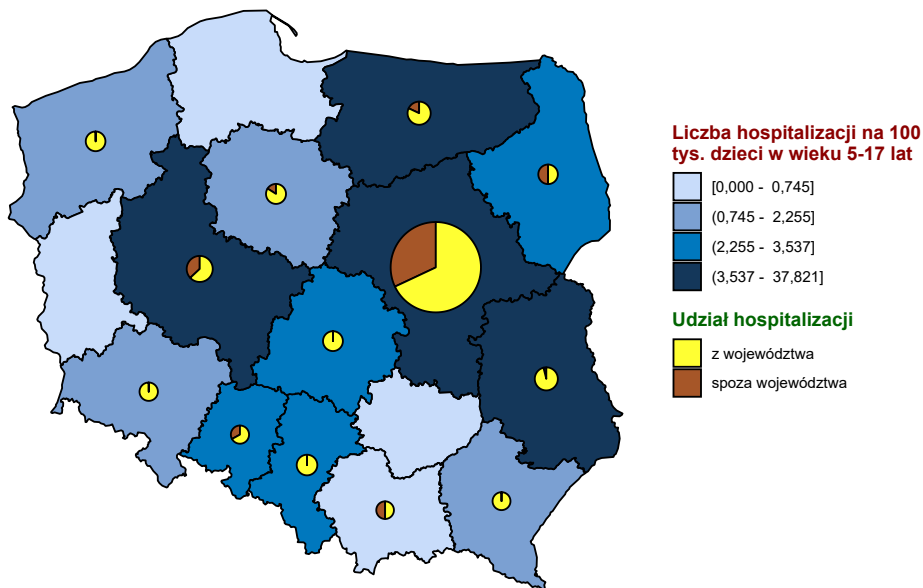 Liczba hospitalizacji na 100
tys. dzieci w wieku 5-17 lat
[0,000 - 0,745]
(0,745 - 2,255]
(2,255 - 3,537]
(3,537 - 37,821]
Udział hospitalizacji
z województwa
spoza województwa